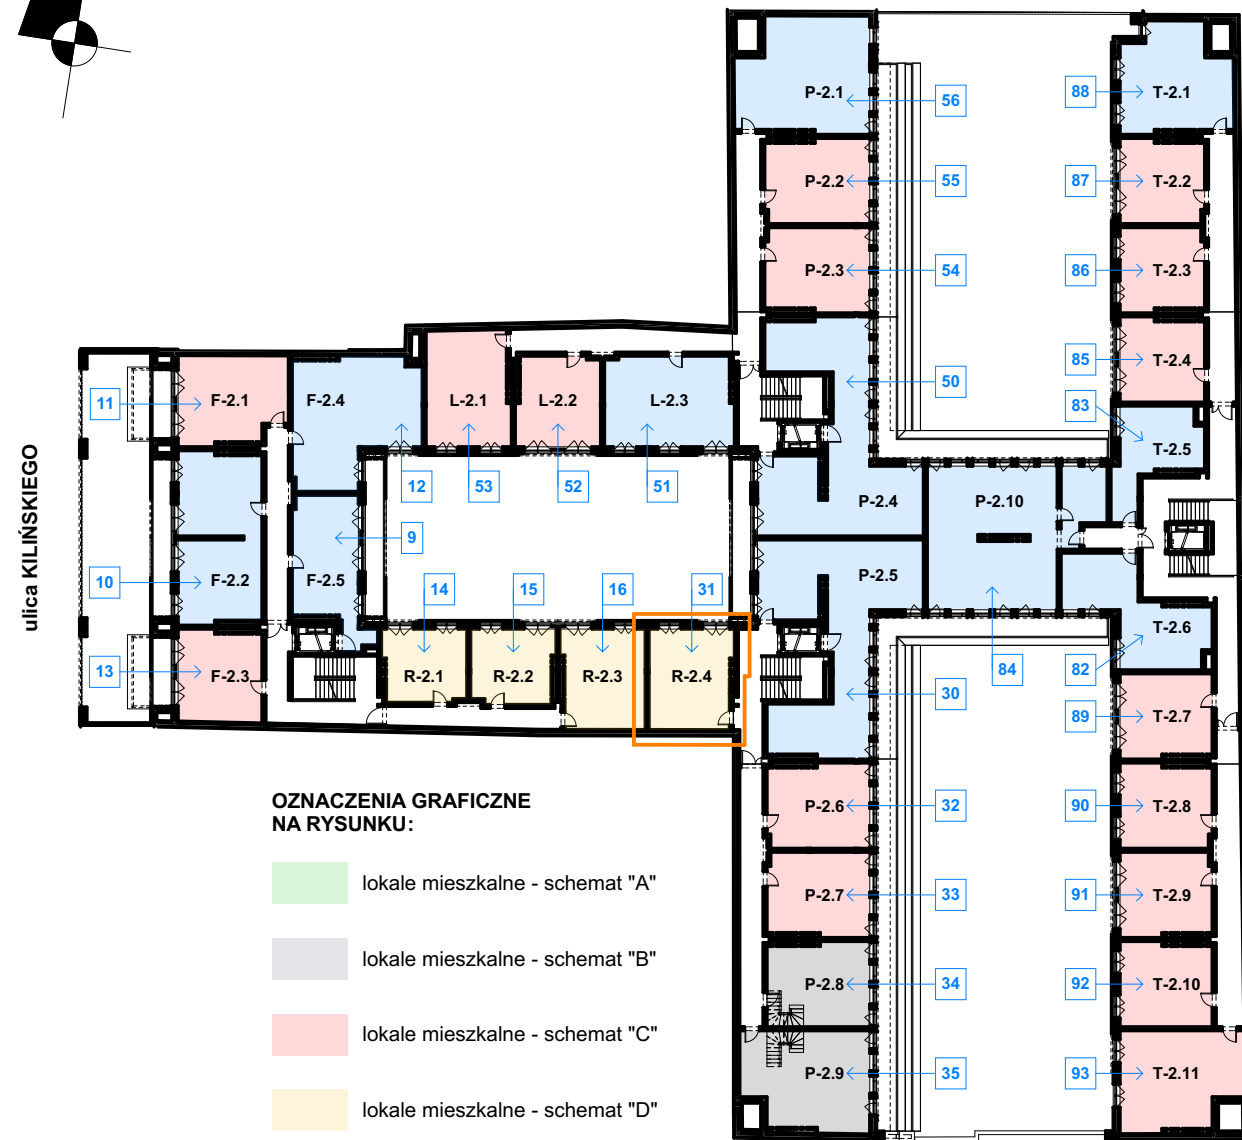 P-2.1
56
88
T-2.1
P-2.2
55
87
T-2.2
P-2.3
54
86
T-2.3
85
T-2.4
50
83
T-2.5
11
F-2.1
F-2.4
L-2.1
L-2.2
L-2.3
ulica KILIŃSKIEGO
12
53
52
51
P-2.4
P-2.10
9
10
F-2.2
F-2.5
14
15
16
31
P-2.5
T-2.6
13
F-2.3
R-2.1
R-2.2
R-2.3
R-2.4
30
84
82
89
T-2.7
OZNACZENIA GRAFICZNE
NA RYSUNKU:
P-2.6
32
90
T-2.8
lokale mieszkalne - schemat "A"
P-2.7
33
91
T-2.9
lokale mieszkalne - schemat "B"
P-2.8
34
92
T-2.10
lokale mieszkalne - schemat "C"
P-2.9
35
93
T-2.11
lokale mieszkalne - schemat "D"